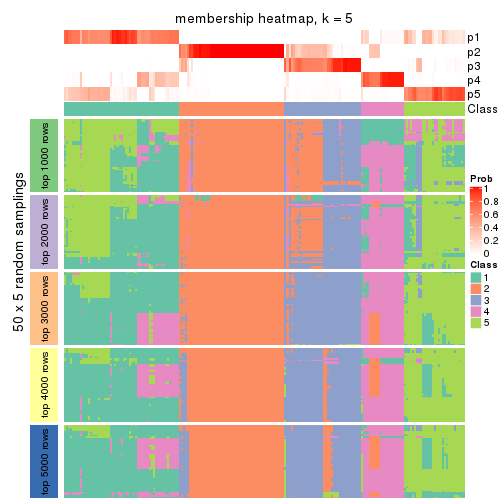 membership heatmap, k = 5
p1
p2
p3
p4
p5
Class
50 x 5 random samplings
top 1000 rows
top 2000 rows
top 3000 rows
top 4000 rows
top 5000 rows
Prob
1
0.8
0.6
0.4
0.2
0
Class
1
2
3
4
5